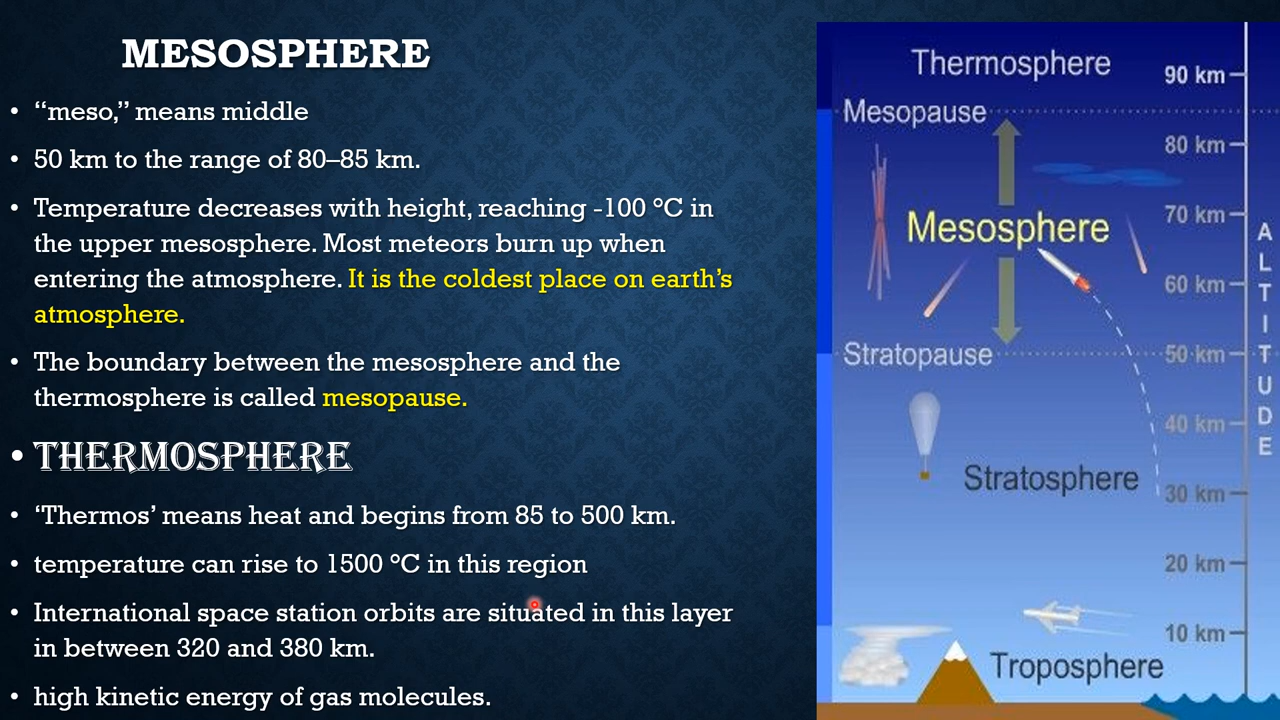 MESOSPHERE
• “meso,” means middle
• 50 km to the range of 80–85 km.
• Temperature decreases with height, reaching -100 °C in
the upper mesosphere. Most meteors burn up when
entering the atmosphere. It is the coldest place on earth’s
atmosphere.
• The boundary between the mesosphere and the
thermosphere is called mesopause.
• THERMOSPHERE
• ‘Thermos’ means heat and begins from 85 to 500 km.
• temperature can rise to 1500 °C in this region
• International space station orbits are situated in this layer
in between 320 and 380 km.
• high kinetic energy of gas molecules.
Thermosphere
90 km
Mesopause
80 km
70 km
Mesosphere
60 km
Stratopause
50 km
40 km
Stratosphere
30 km
20 km
10 km
Troposphere
ALTITUDE